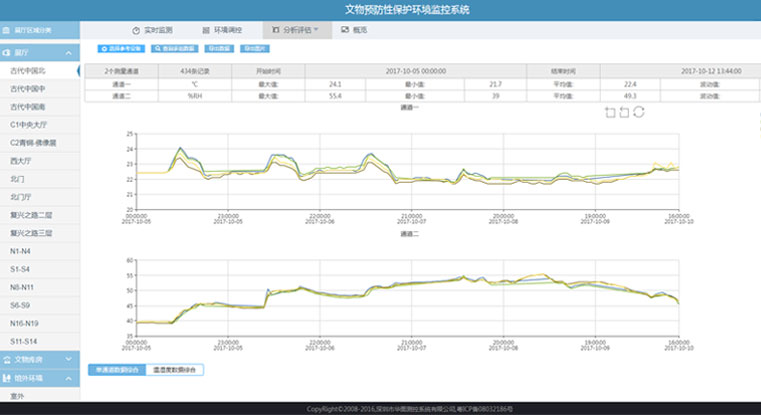 文物预防性保护环境监控系统
展厅区域分类
实时监测 环境调控 分析评估 概览
展厅
选择参考设备 查看承启数据 导出数据 导出图片
古代中国北
古代中国中
古代中国南
C1中央大厅
C2青铜-佛像展
西大厅
北门
北门厅
复兴之路二层
复兴之路三层
N1-N4
S1-S4
N8-N11
S6-S9
N16-N19
S11-S14
文物库房
馆外环境
室外
2个测量通道 434条记录 开始时间 2017-10-05 00:00:00 结束时间 2017-10-12 13:44:00
通道一 ℃ 最大值: 24.1 最小值: 21.7 平均值: 22.4 波动值:
通道二 %RH 最大值: 55.4 最小值: 39 平均值: 49.3 波动值:
通道一
25
24
23
22
21
20
00:00:00 23:00:00 22:00:00 21:00:00 20:00:00 19:00:00 18:00:00
2017-10-05 2017-10-05 2017-10-06 2017-10-07 2017-10-08 2017-10-09 2017-10-10
通道二
60
55
50
45
40
35
00:00:00 23:00:00 22:00:00 21:00:00 20:00:00 19:00:00 18:00:00
2017-10-05 2017-10-05 2017-10-06 2017-10-07 2017-10-08 2017-10-09 2017-10-10
单通道数据综合 温湿度数据综合
CopyRight©2008-2016,深圳市华图测控系统有限公司,粤ICP备08032186号